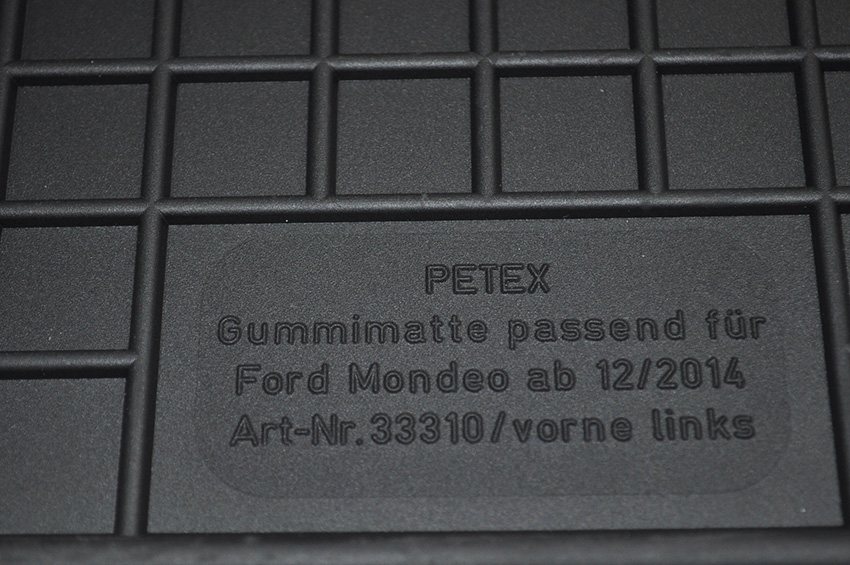 PETEX
Gummimatte passend für
Ford Mondeo ab 12/2014
Art-Nr.33310/vorne links